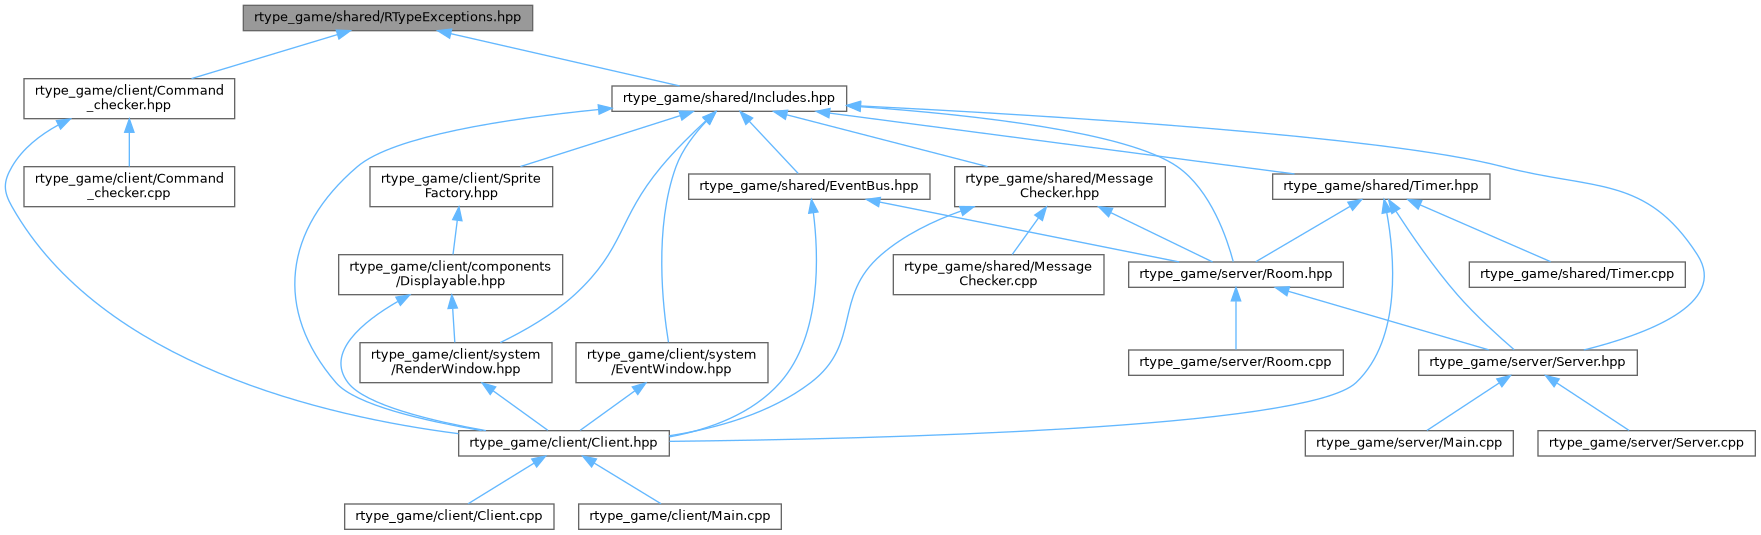 rtype_game/shared/RTypeExceptions.hpp
rtype_game/client/Command
_checker.hpp
rtype_game/shared/Includes.hpp
rtype_game/client/Command
_checker.cpp
rtype_game/client/Sprite
Factory.hpp
rtype_game/shared/EventBus.hpp
rtype_game/shared/Message
Checker.hpp
rtype_game/shared/Timer.hpp
rtype_game/client/components
/Displayable.hpp
rtype_game/shared/Message
Checker.cpp
rtype_game/server/Room.hpp
rtype_game/shared/Timer.cpp
rtype_game/client/system
/RenderWindow.hpp
rtype_game/client/system
/EventWindow.hpp
rtype_game/server/Room.cpp
rtype_game/server/Server.hpp
rtype_game/client/Client.hpp
rtype_game/server/Main.cpp
rtype_game/server/Server.cpp
rtype_game/client/Client.cpp
rtype_game/client/Main.cpp